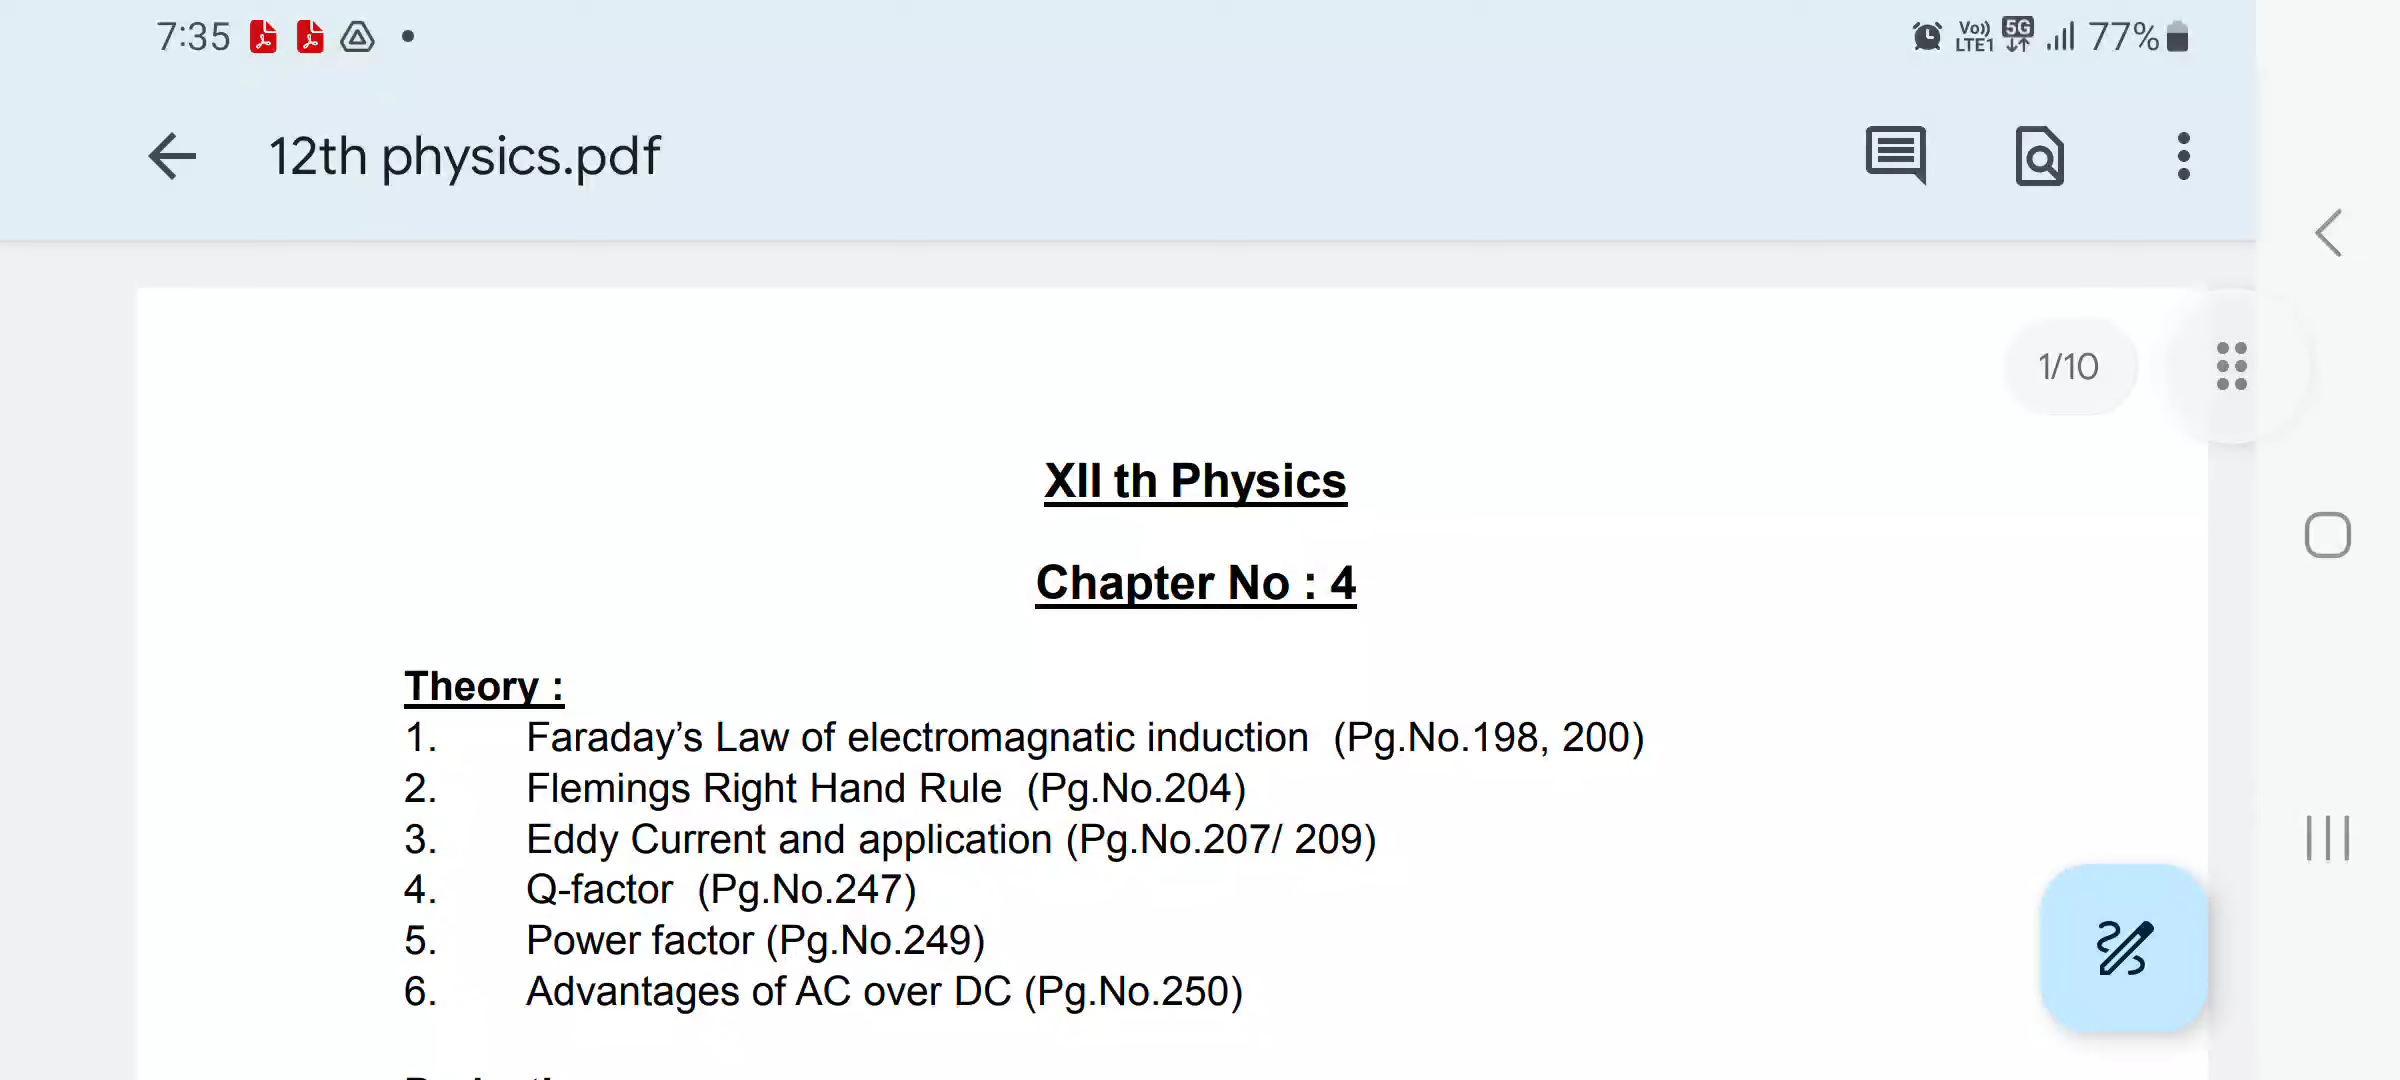 7:35 Vo)) LTE1 5G 77%
12th physics.pdf
1/10
XII th Physics
Chapter No : 4
Theory :
1. Faraday’s Law of electromagnetic induction (Pg.No.198, 200)
2. Flemings Right Hand Rule (Pg.No.204)
3. Eddy Current and application (Pg.No.207/ 209)
4. Q-factor (Pg.No.247)
5. Power factor (Pg.No.249)
6. Advantages of AC over DC (Pg.No.250)